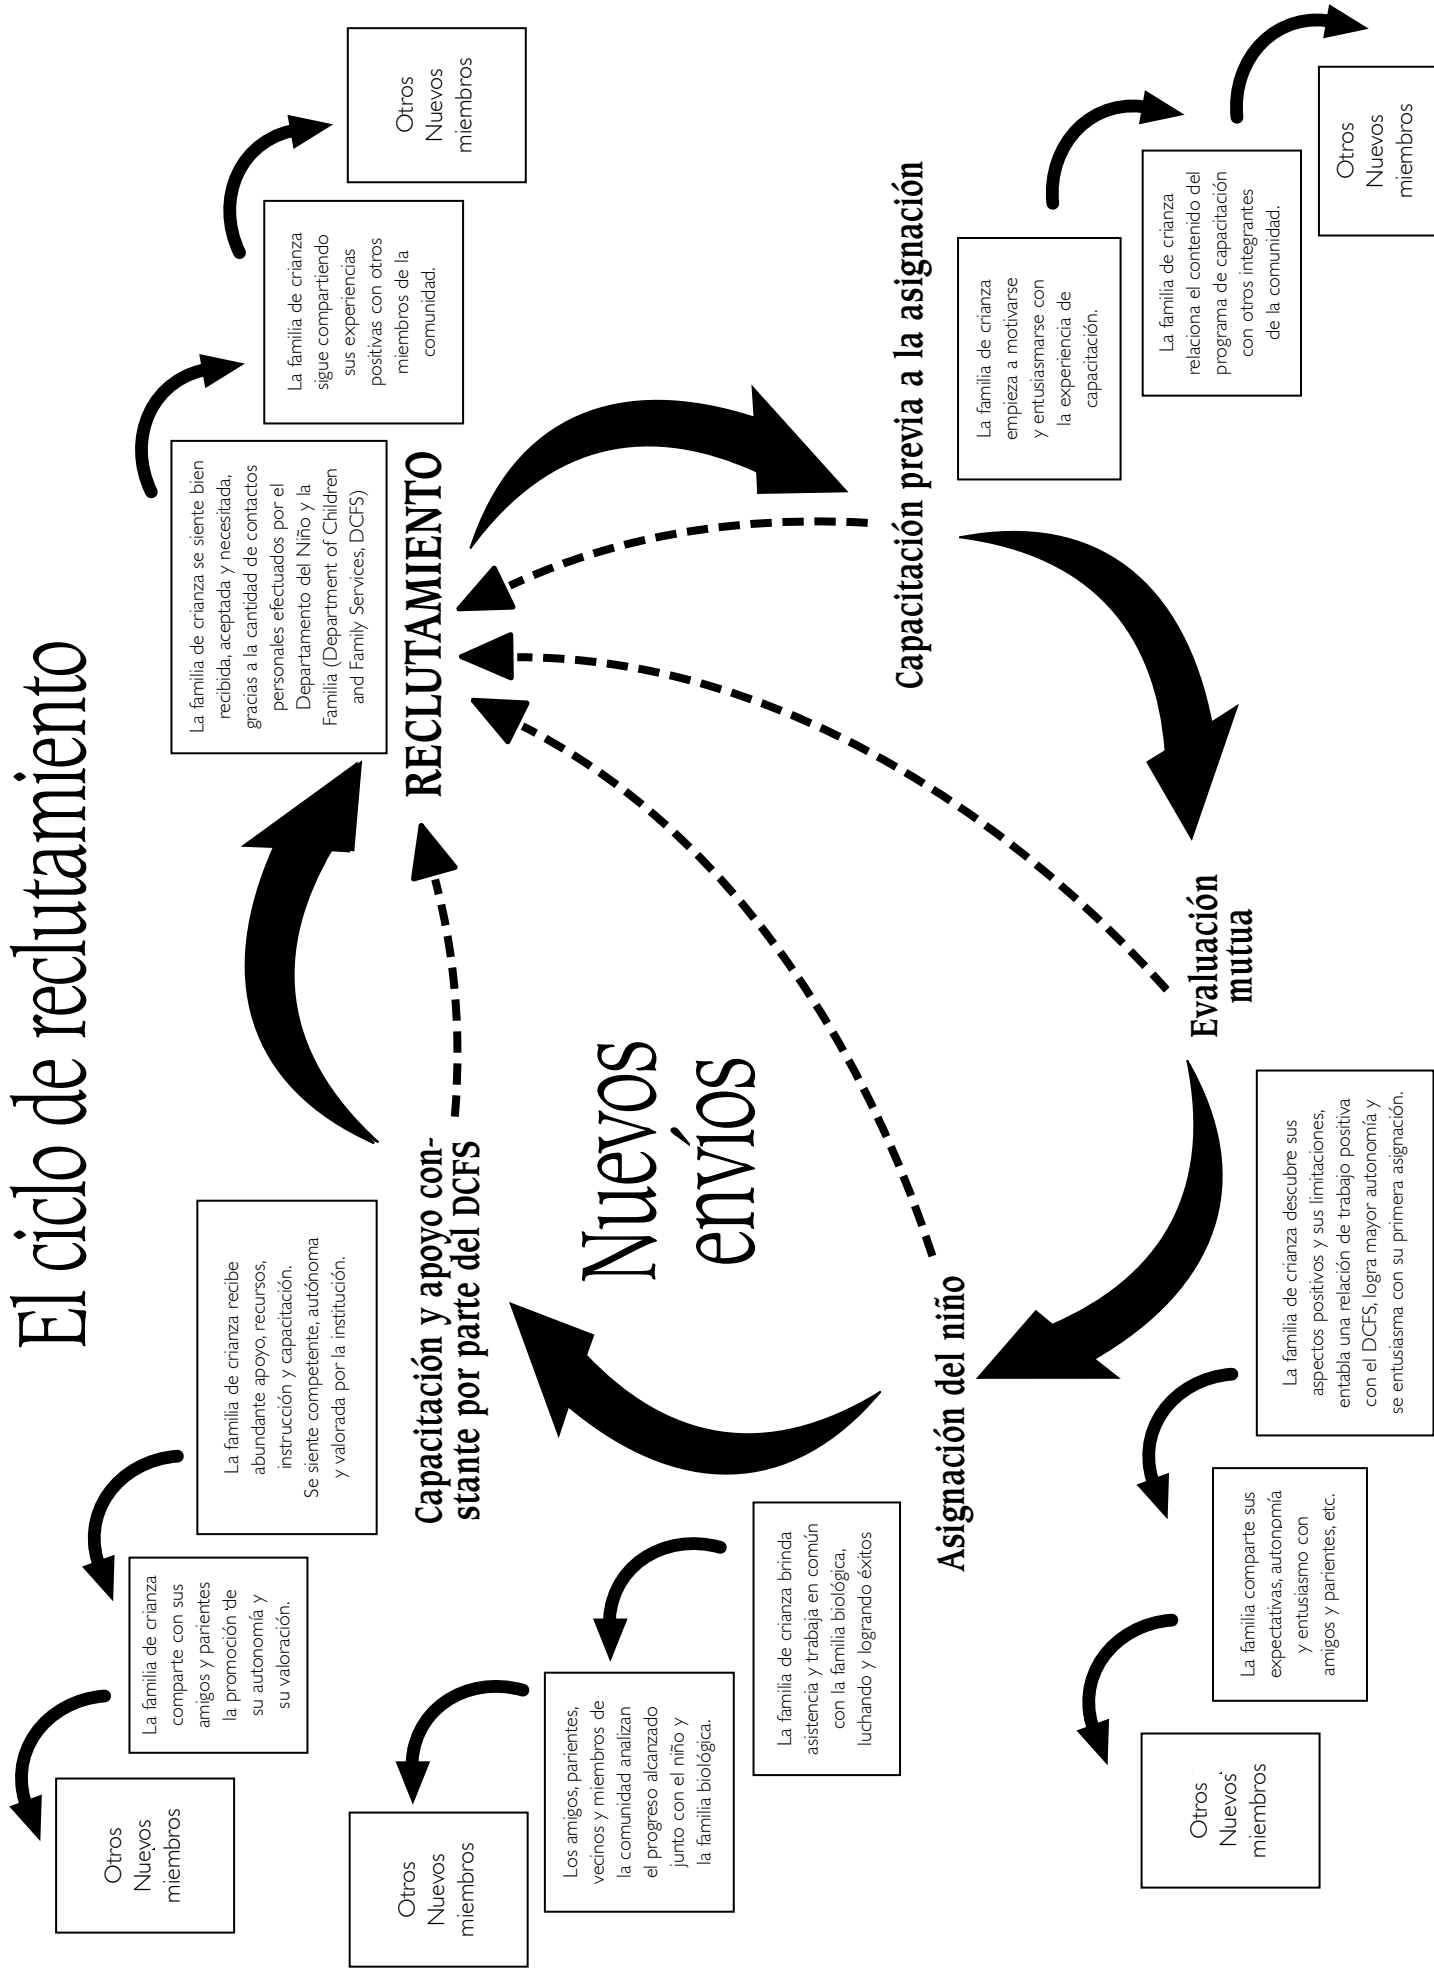 El ciclo de reclutamiento
La familia de crianza se siente bien
recibida, aceptada y necesitada,
gracias a la cantidad de contactos
personales efectuados por el
Departamento del Niño y la
Familia (Department of Children
and Family Services, DCFS)
La familia de crianza
sigue compartiendo
sus experiencias
positivas con otros
miembros de la
comunidad.
Otros
Nuevos
miembros
RECLUTAMIENTO
Capacitación previa a la asignación
La familia de crianza
empieza a motivarse
y entusiasmarse con
la experiencia de
capacitación.
La familia de crianza
relaciona el contenido del
programa de capacitación
con otros integrantes
de la comunidad.
Otros
Nuevos
miembros
Evaluación
mutua
La familia de crianza descubre sus
aspectos positivos y sus limitaciones,
entabla una relación de trabajo positiva
con el DCFS, logra mayor autonomía y
se entusiasma con su primera asignación.
La familia comparte sus
expectativas, autonomía
y entusiasmo con
amigos y parientes, etc.
Otros
Nuevos
miembros
Asignación del niño
La familia de crianza brinda
asistencia y trabaja en común
con la familia biológica,
luchando y logrando éxitos
Los amigos, parientes,
vecinos y miembros de
la comunidad analizan
el progreso alcanzado
junto con el niño y
la familia biológica.
Otros
Nuevos
miembros
Capacitación y apoyo con-
stante por parte del DCFS
La familia de crianza recibe
abundante apoyo, recursos,
instrucción y capacitación.
Se siente competente, autónoma
y valorada por la institución.
La familia de crianza
comparte con sus
amigos y parientes
la promoción de
su autonomía y
su valoración.
Otros
Nuevos
miembros
Nuevos
envíos